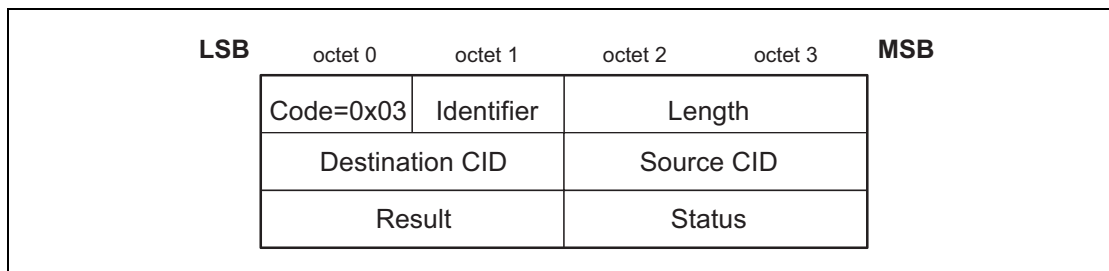 LSB octet 0 octet 1 octet 2 octet 3 MSB
Code=0x03 Identifier Length
Destination CID Source CID
Result Status